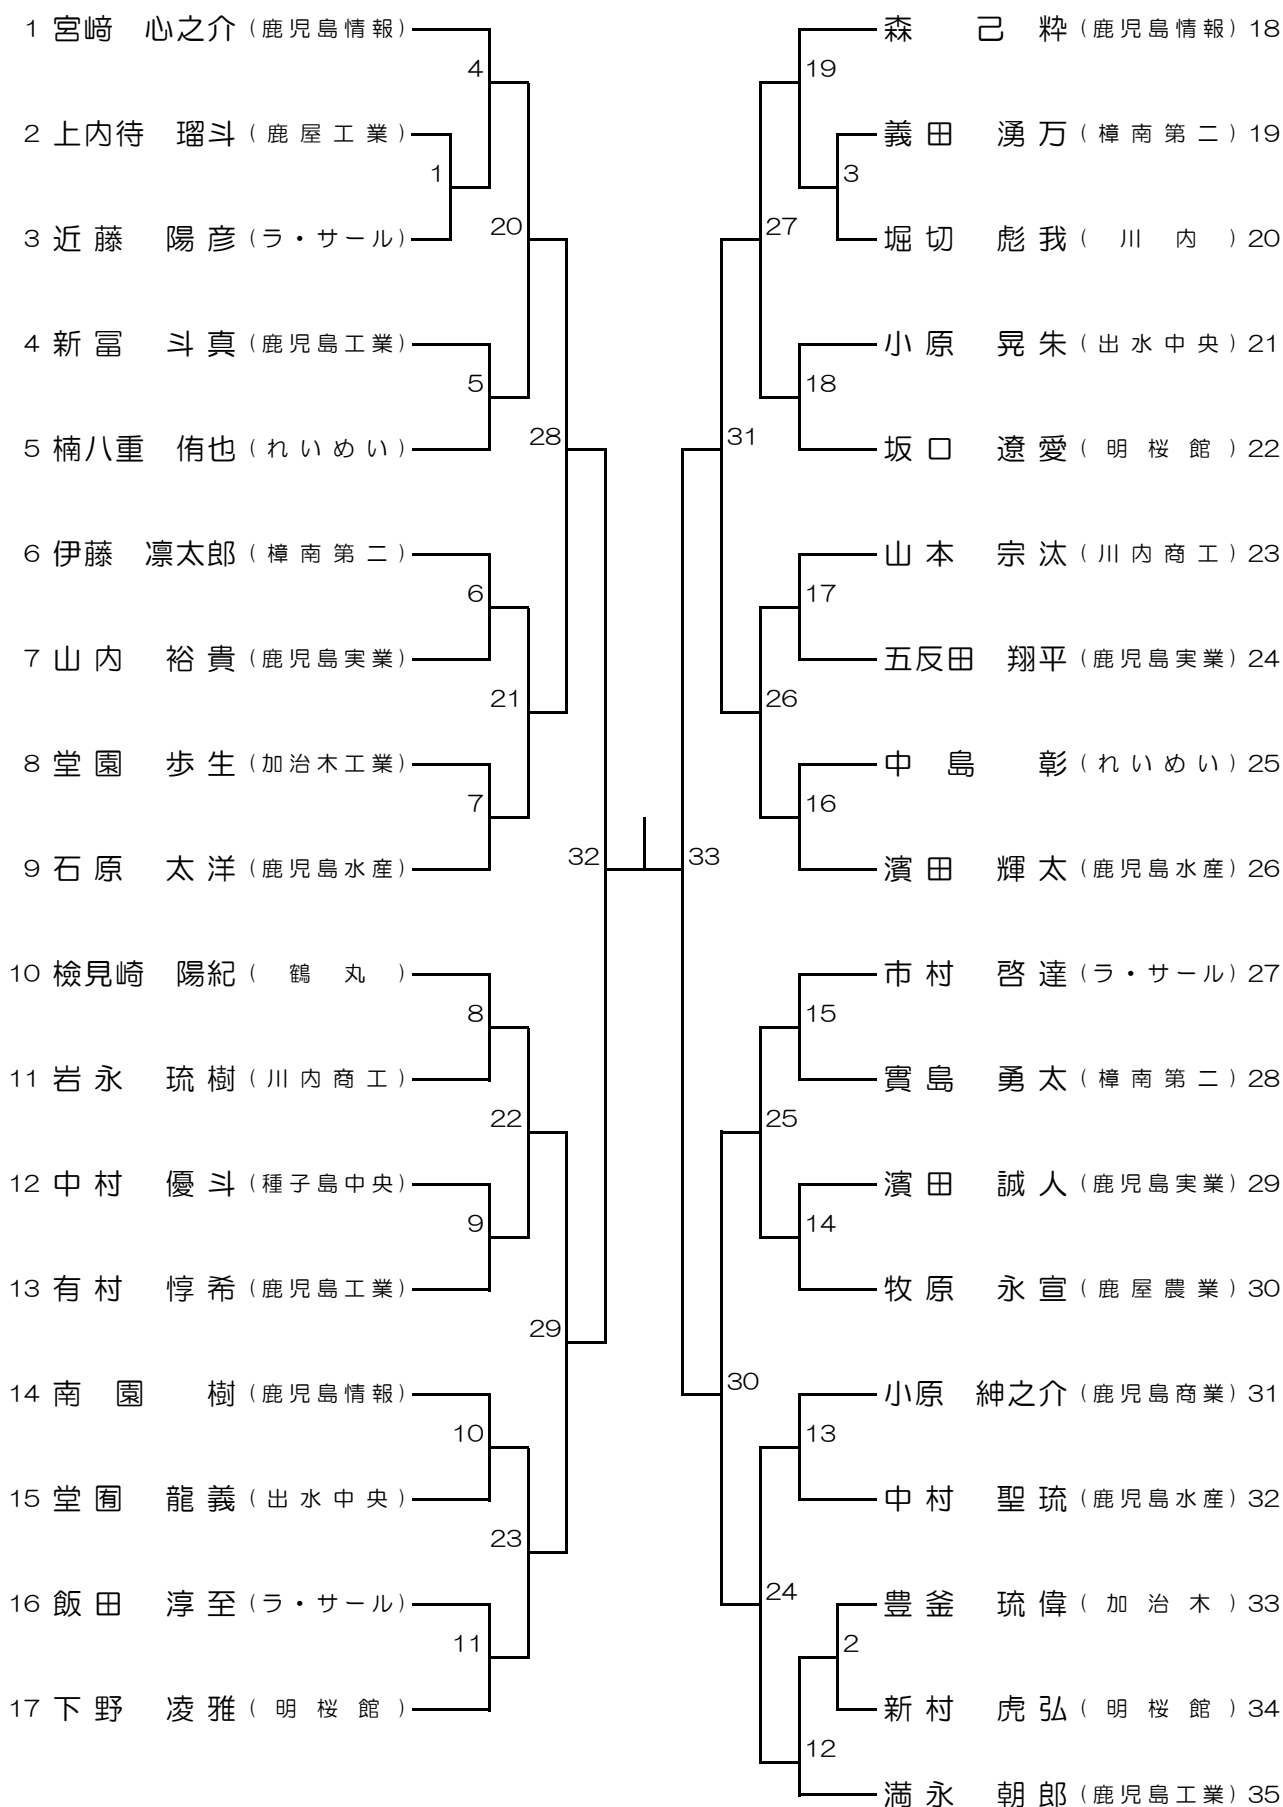 1 宮﨑 心之介 (鹿児島情報)
4
2 上内待 瑠斗 (鹿屋工業)
1
3 近藤 陽彦 (ラ・サール)
20
4 新冨 斗真 (鹿児島工業)
5
5 楠八重 侑也 (れいめい)
28
6 伊藤 凛太郎 (樟南第二)
6
7 山内 裕貴 (鹿児島実業)
21
8 堂園 歩生 (加治木工業)
7
9 石原 太洋 (鹿児島水産)
32
10 檢見崎 陽紀 (鶴丸)
8
11 岩永 琉樹 (川内商工)
22
12 中村 優斗 (種子島中央)
9
13 有村 惇希 (鹿児島工業)
29
14 南園 樹 (鹿児島情報)
10
15 堂囿 龍義 (出水中央)
23
16 飯田 淳至 (ラ・サール)
11
17 下野 凌雅 (明桜館)
森 己粋 (鹿児島情報) 18
19
義田 湧万 (樟南第二) 19
3
堀切 彪我 (川内) 20
27
小原 晃朱 (出水中央) 21
18
坂口 遼愛 (明桜館) 22
31
山本 宗汰 (川内商工) 23
17
五反田 翔平 (鹿児島実業) 24
26
中島 彰 (れいめい) 25
16
濱田 輝太 (鹿児島水産) 26
33
市村 啓達 (ラ・サール) 27
15
實島 勇太 (樟南第二) 28
25
濱田 誠人 (鹿児島実業) 29
14
牧原 永宣 (鹿屋農業) 30
30
小原 紳之介 (鹿児島商業) 31
13
中村 聖琉 (鹿児島水産) 32
24
豊釜 琉偉 (加治木) 33
2
新村 虎弘 (明桜館) 34
12
満永 朝郎 (鹿児島工業) 35